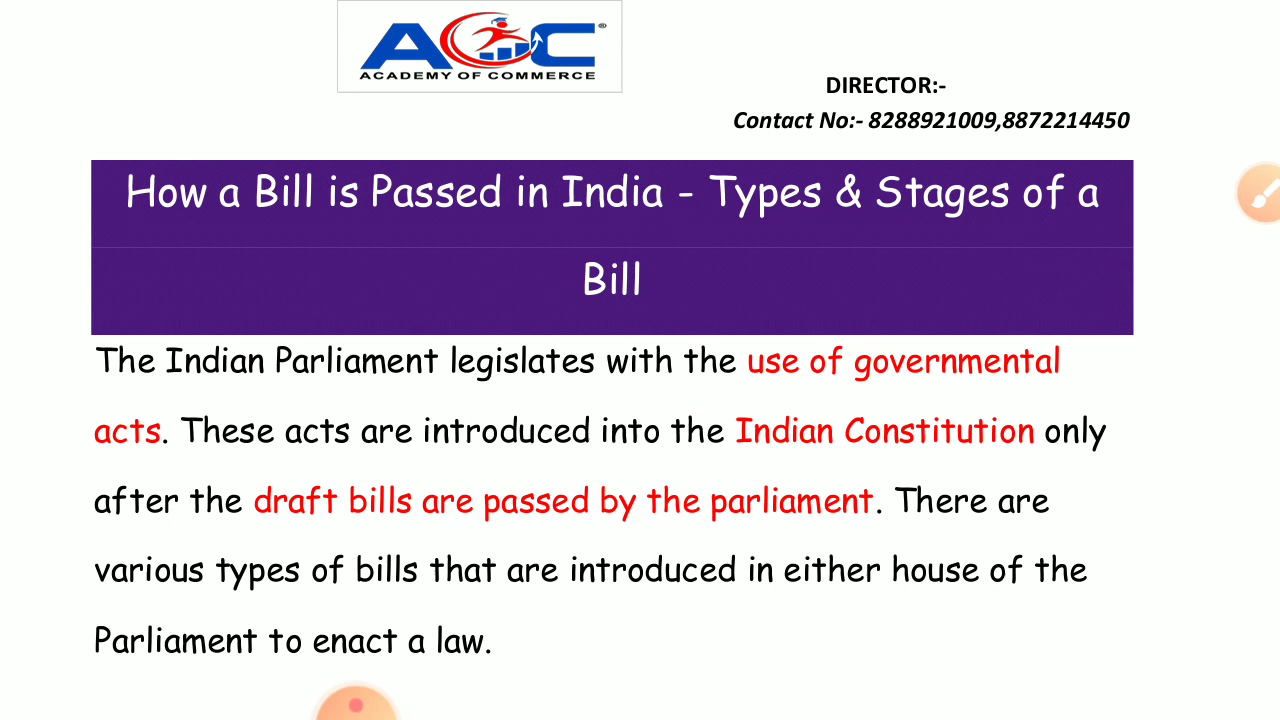 AOC®
ACADEMY OF COMMERCE
DIRECTOR:-
Contact No:- 8288921009,8872214450
How a Bill is Passed in India - Types & Stages of a
Bill
The Indian Parliament legislates with the use of governmental
acts. These acts are introduced into the Indian Constitution only
after the draft bills are passed by the parliament. There are
various types of bills that are introduced in either house of the
Parliament to enact a law.